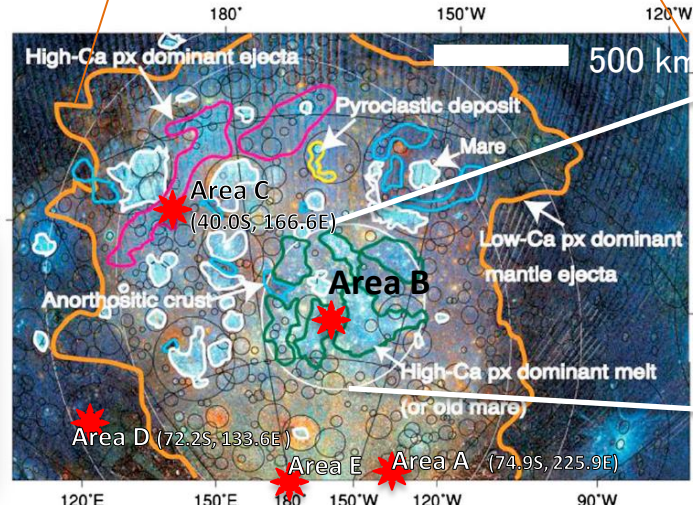 180°
150°W
120°W
High-Ca px dominant ejecta
500 km
Pyroclastic deposit
Mare
Area C
(40.0S, 166.6E)
Low-Ca px dominant
mantle ejecta
Area B
Anorthositic crust
High-Ca px dominant melt
(or old mare)
Area D (72.2S, 133.6E)
Area E
Area A (74.9S, 225.9E)
120°E
150°E
180
150°W
120°W
90°W